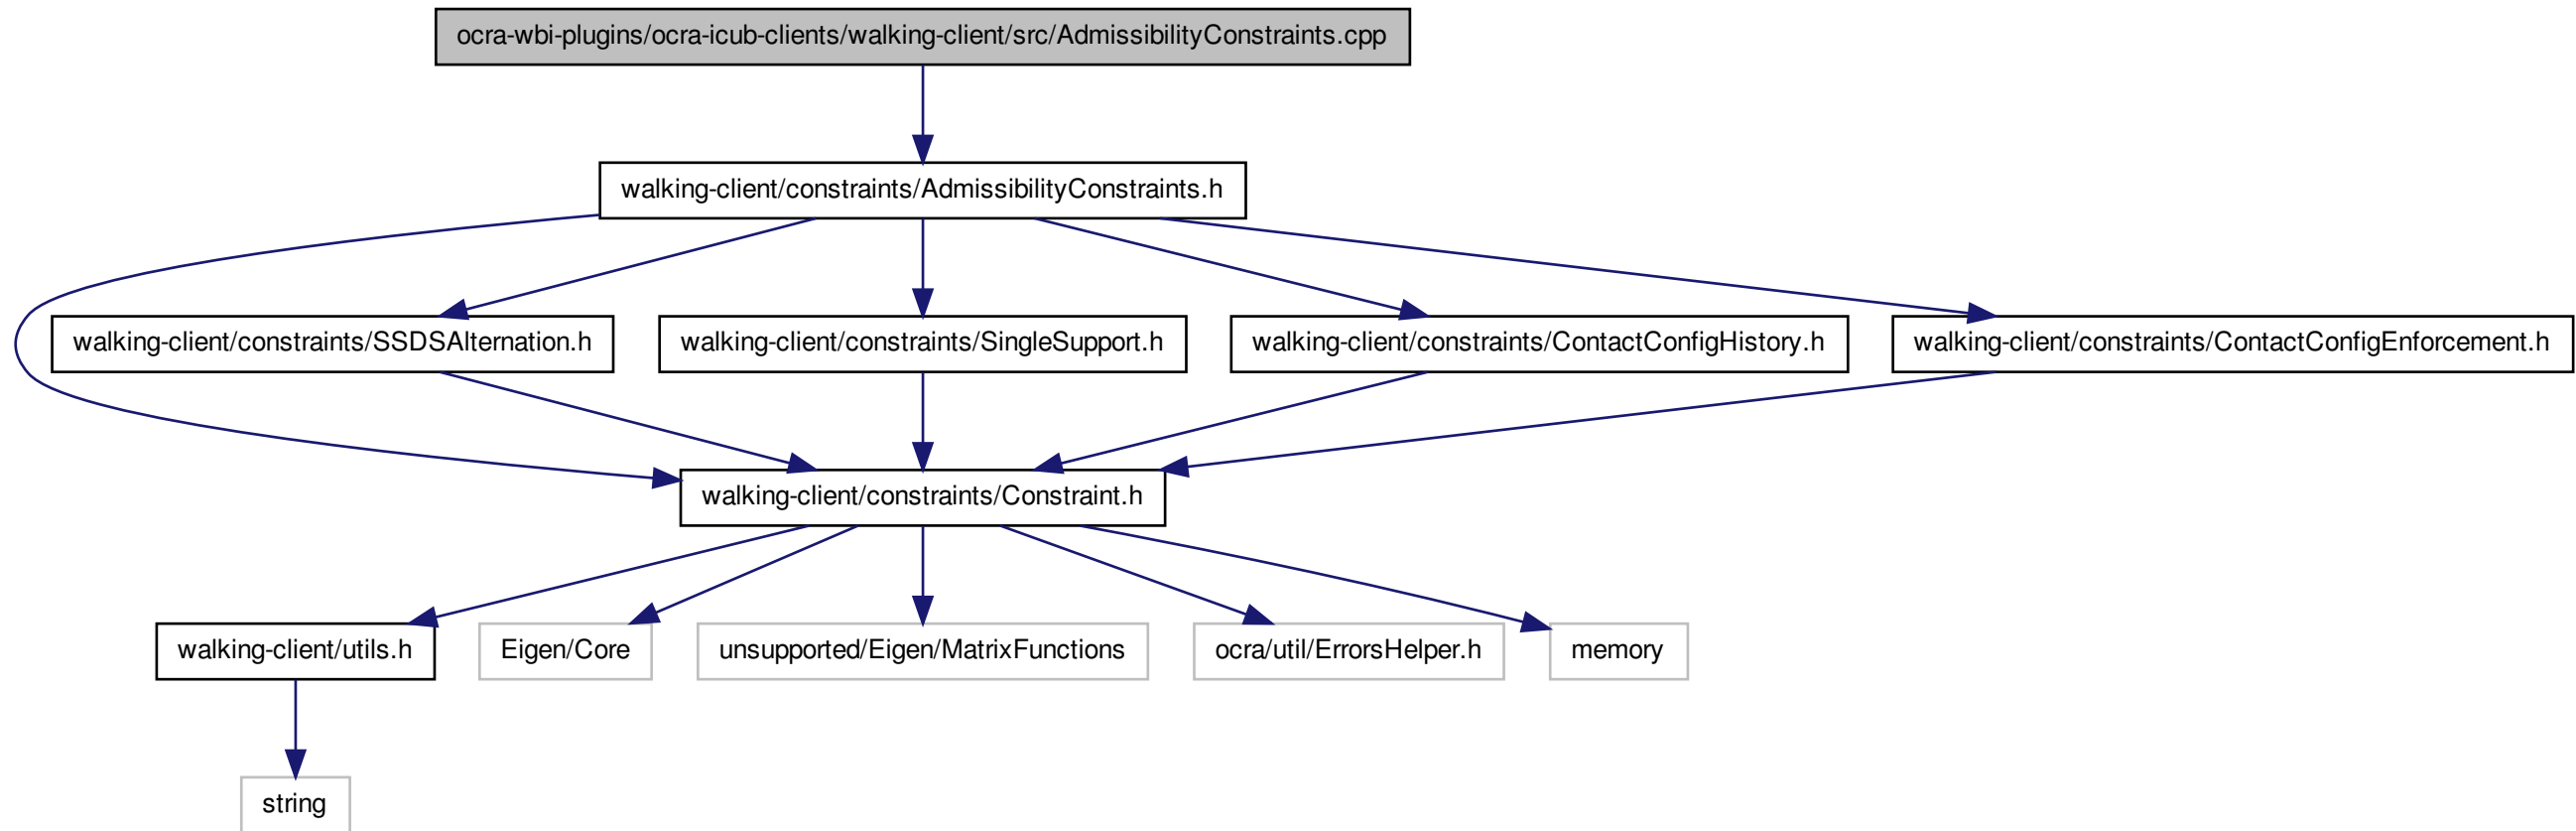 ocra-wbi-plugins/ocra-icub-clients/walking-client/src/AdmissibilityConstraints.cpp
walking-client/constraints/AdmissibilityConstraints.h
walking-client/constraints/SSDSAlternation.h
walking-client/constraints/SingleSupport.h
walking-client/constraints/ContactConfigHistory.h
walking-client/constraints/ContactConfigEnforcement.h
walking-client/constraints/Constraint.h
walking-client/utils.h
Eigen/Core
unsupported/Eigen/MatrixFunctions
ocra/util/ErrorsHelper.h
memory
string